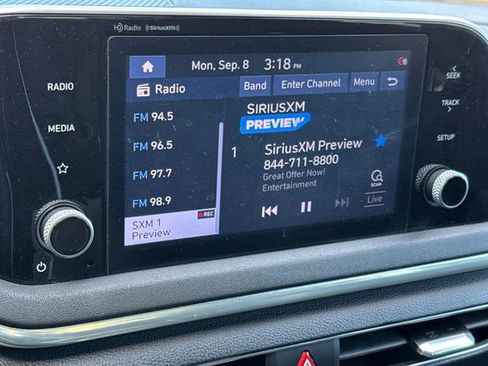 HD Radio ((SiriusXM))
Mon, Sep. 8 3:18 PM
Radio Band Enter Channel Menu
RADIO
MEDIA
SEEK
TRACK
SETUP
FM 94.5
FM 96.5
FM 97.7
FM 98.9
SXM 1 REC
Preview
SIRIUSXM
PREVIEW
1 SiriusXM Preview
844-711-8800
Great Offer Now!
Entertainment
SCAN
Live